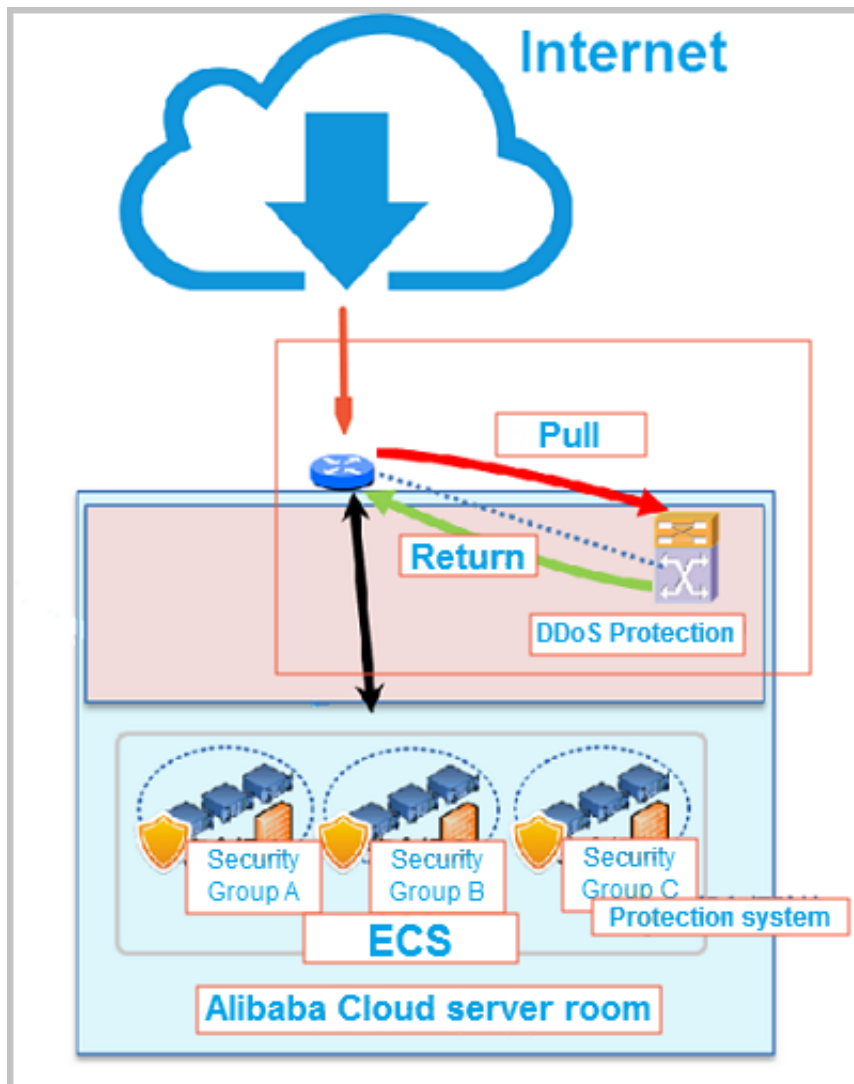 Internet
Pull
Return
DDoS Protection
Security
Group A
Security
Group B
Security
Group C
Protection system
ECS
Alibaba Cloud server room